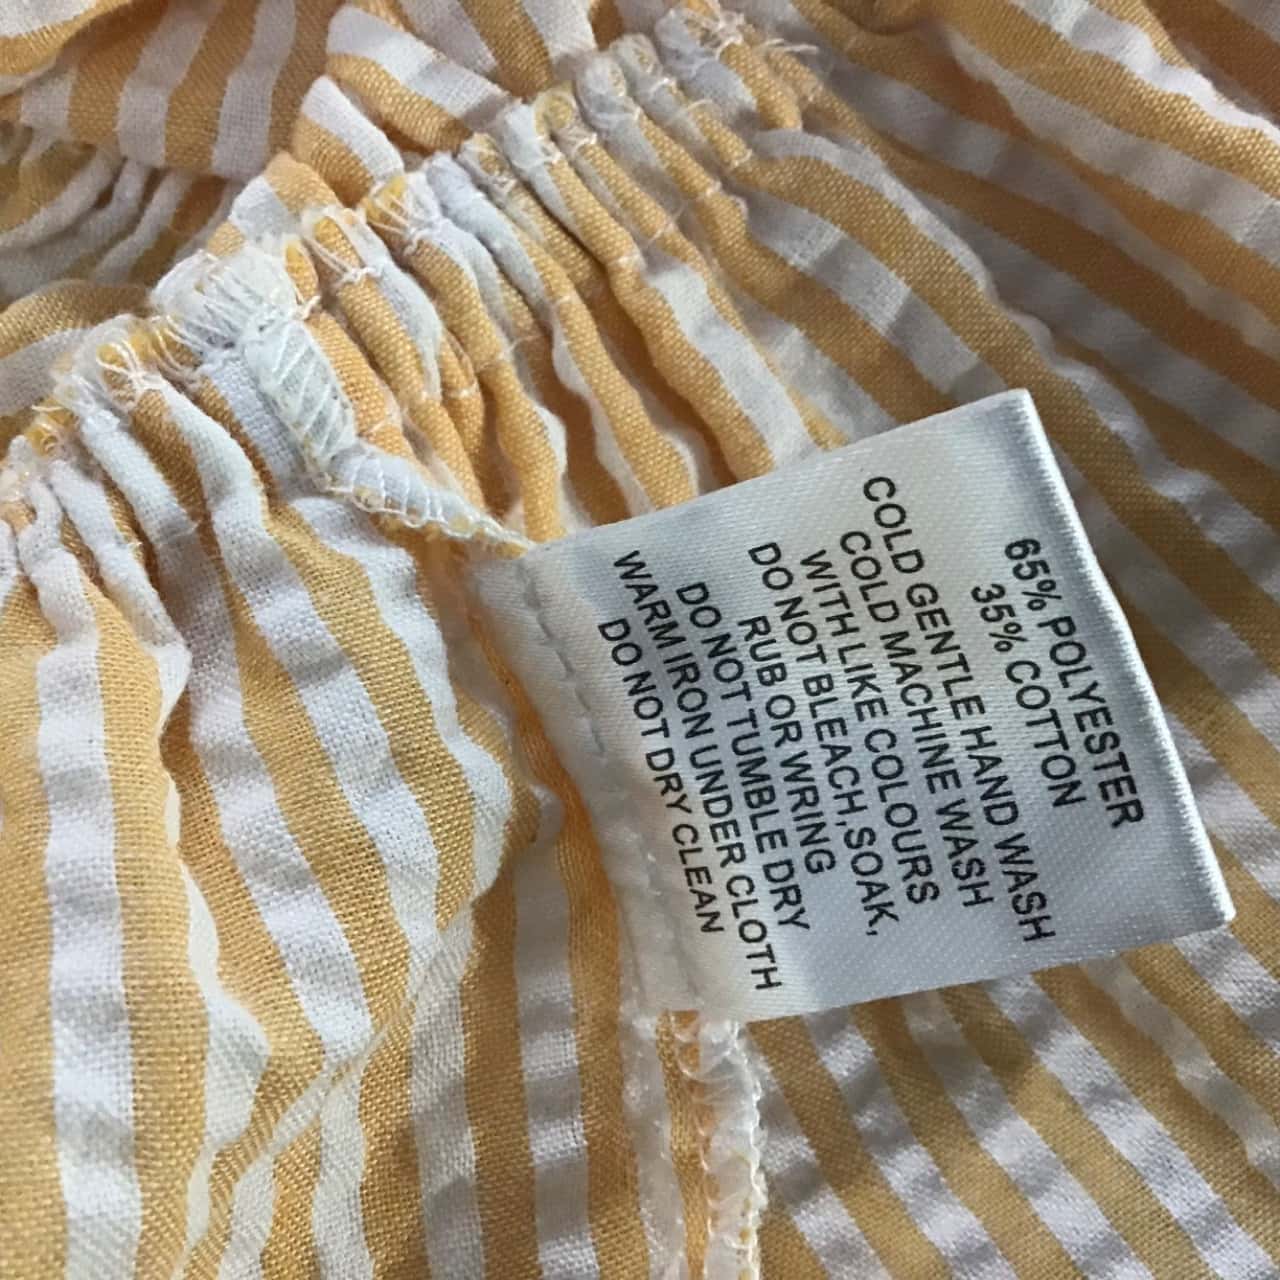 65% POLYESTER
35% COTTON
COLD GENTLE HAND WASH
COLD MACHINE WASH
WITH LIKE COLOURS
DO NOT BLEACH,SOAK,
RUB OR WRING
DO NOT TUMBLE DRY
WARM IRON UNDER CLOTH
DO NOT DRY CLEAN